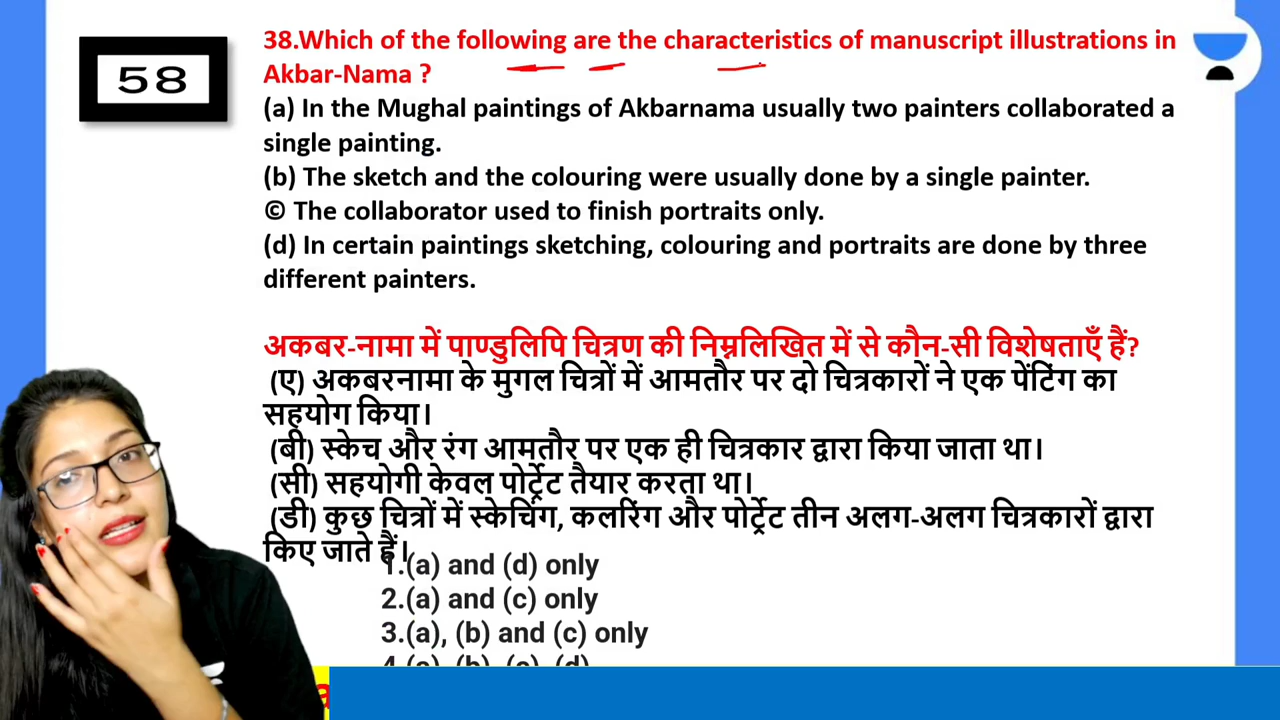 58
38.Which of the following are the characteristics of manuscript illustrations in
Akbar-Nama ?
(a) In the Mughal paintings of Akbarnama usually two painters collaborated a
single painting.
(b) The sketch and the colouring were usually done by a single painter.
© The collaborator used to finish portraits only.
(d) In certain paintings sketching, colouring and portraits are done by three
different painters.
अकबर-नामा में पाण्डुलिपि चित्रण की निम्नलिखित में से कौन-सी विशेषताएँ हैं?
(ए) अकबरनामा के मुगल चित्रों में आमतौर पर दो चित्रकारों ने एक पेंटिंग का
सहयोग किया।
(बी) स्केच और रंग आमतौर पर एक ही चित्रकार द्वारा किया जाता था।
(सी) सहयोगी केवल पोर्ट्रेट तैयार करता था।
(डी) कुछ चित्रों में स्केचिंग, कलरिंग और पोर्ट्रेट तीन अलग-अलग चित्रकारों द्वारा
किए जाते हैं।
1.(a) and (d) only
2.(a) and (c) only
3.(a), (b) and (c) only
4.(a), (b), (c), (d)